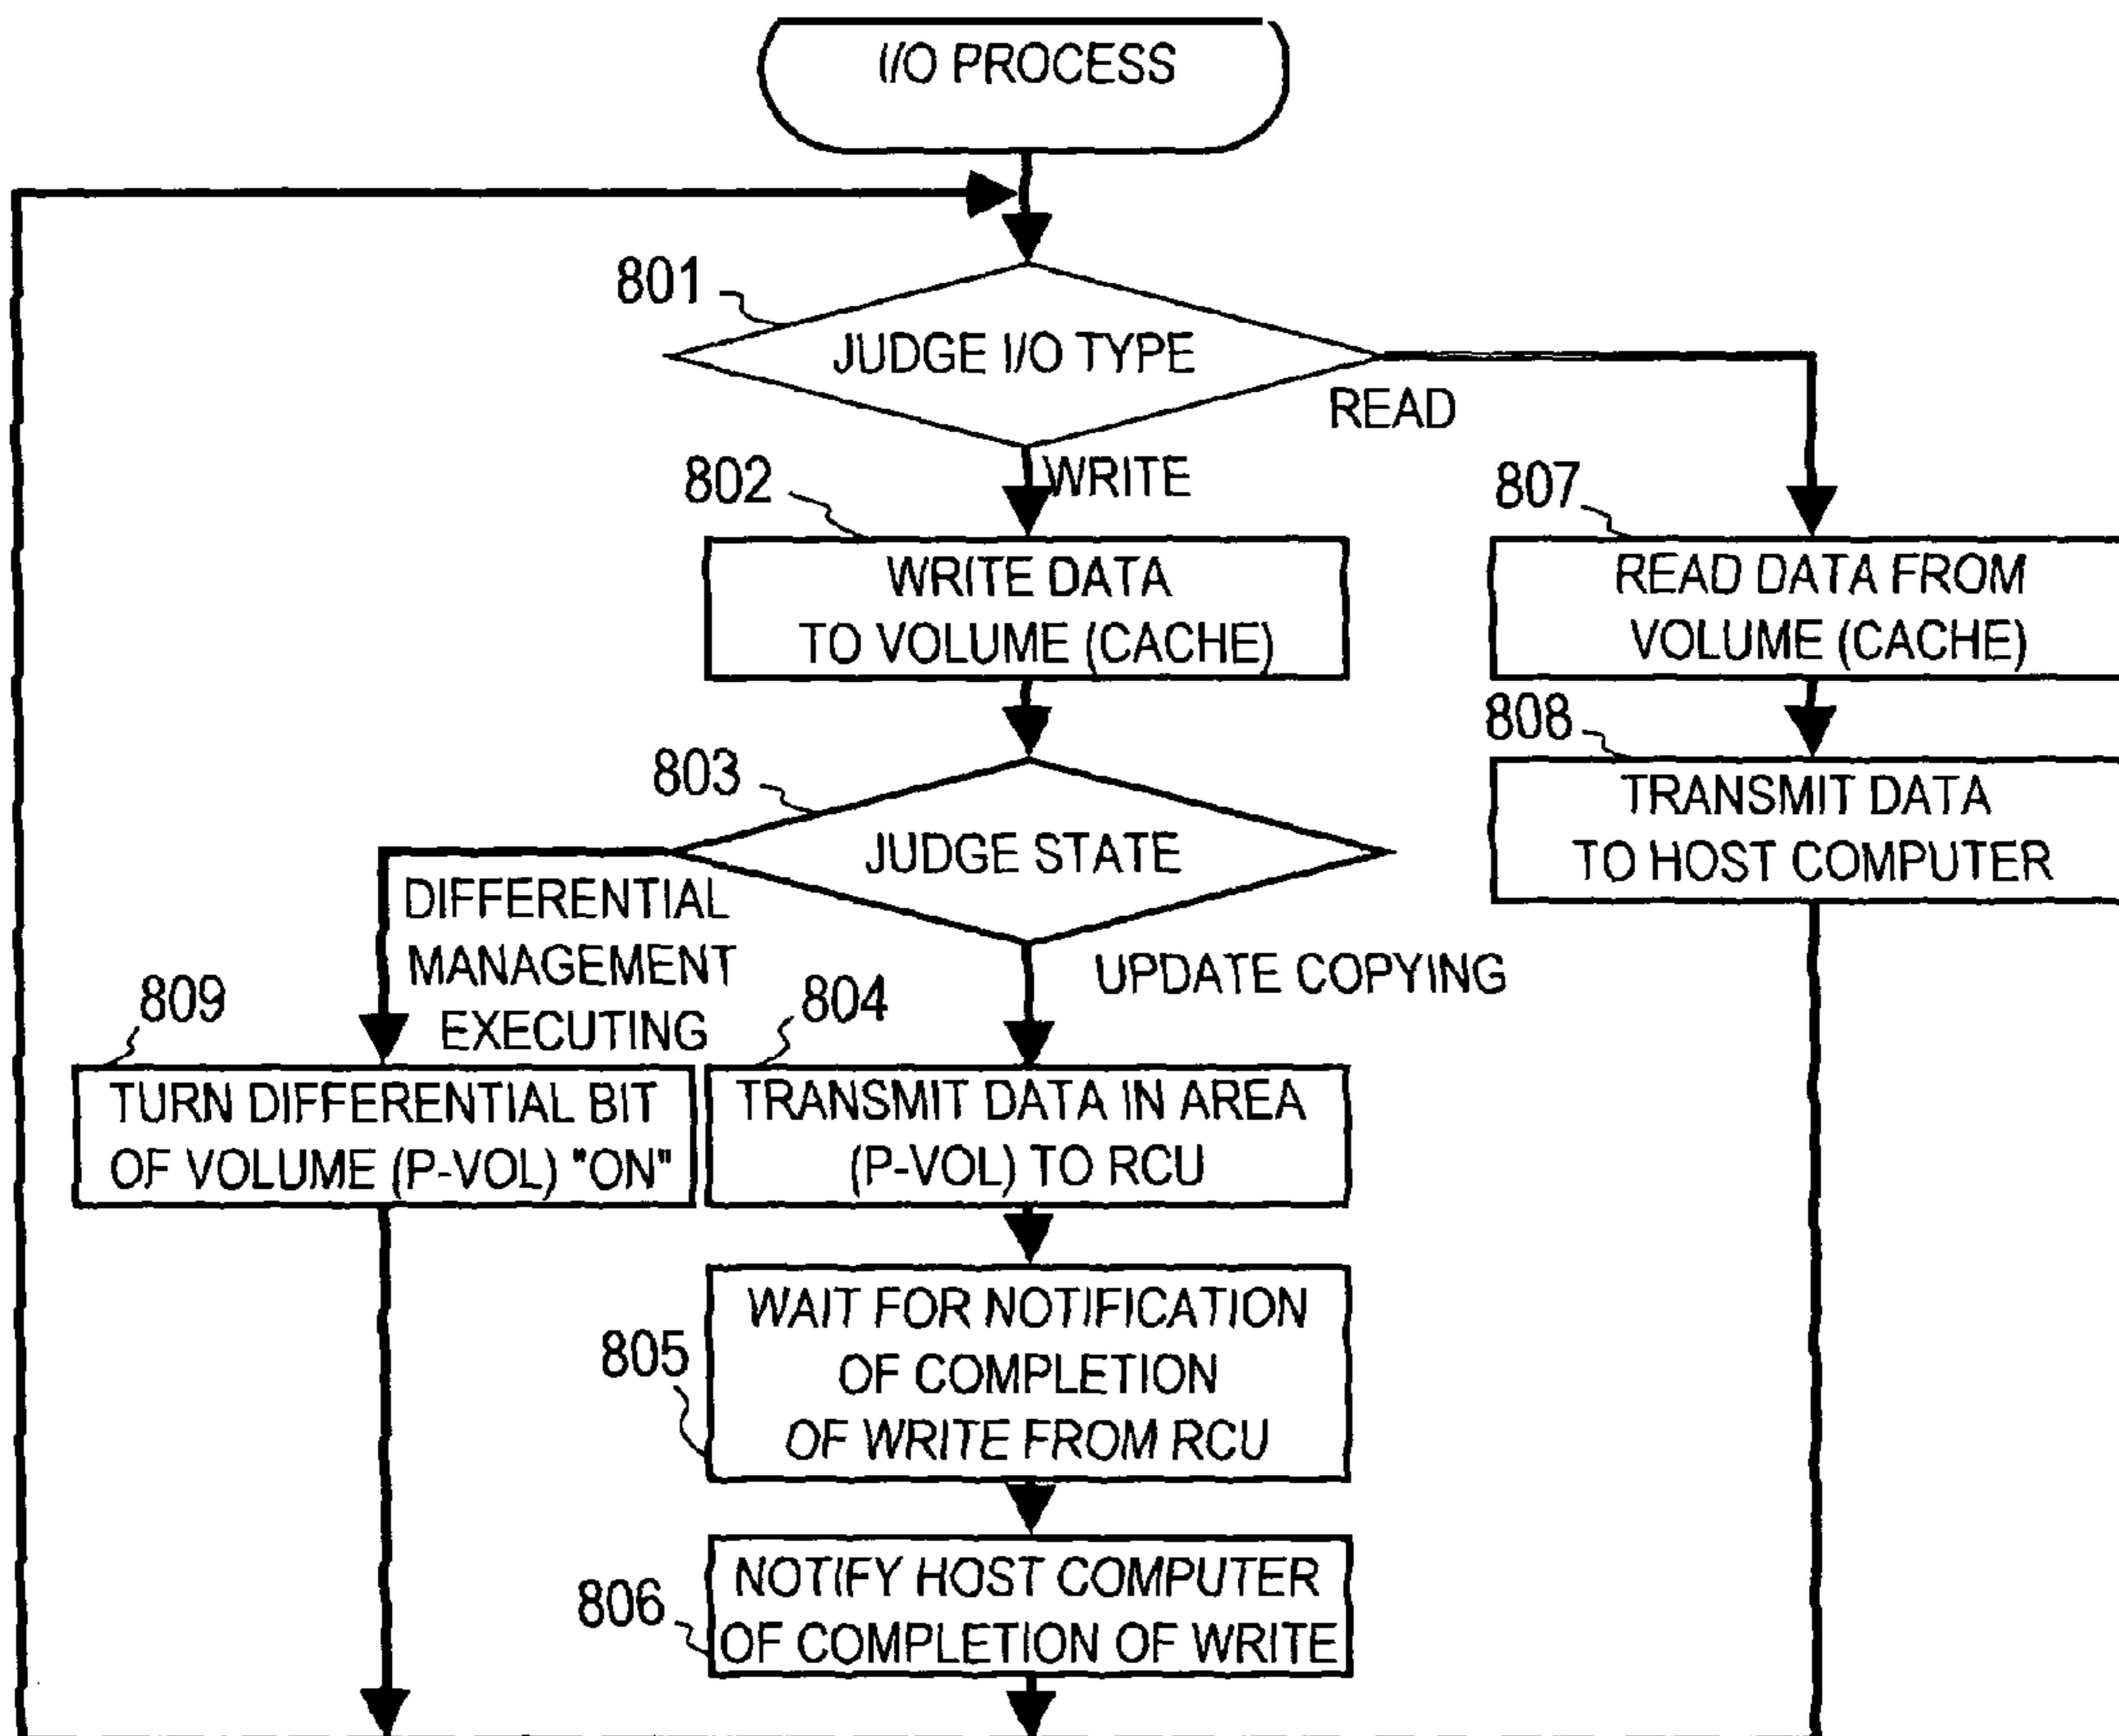 I/O PROCESS
801
JUDGE I/O TYPE
READ
WRITE
802
WRITE DATA
TO VOLUME (CACHE)
807
READ DATA FROM
VOLUME (CACHE)
803
JUDGE STATE
808
TRANSMIT DATA
TO HOST COMPUTER
DIFFERENTIAL
MANAGEMENT
EXECUTING
UPDATE COPYING
809
TURN DIFFERENTIAL BIT
OF VOLUME (P-VOL) "ON"
804
TRANSMIT DATA IN AREA
(P-VOL) TO RCU
805
WAIT FOR NOTIFICATION
OF COMPLETION
OF WRITE FROM RCU
806
NOTIFY HOST COMPUTER
OF COMPLETION OF WRITE